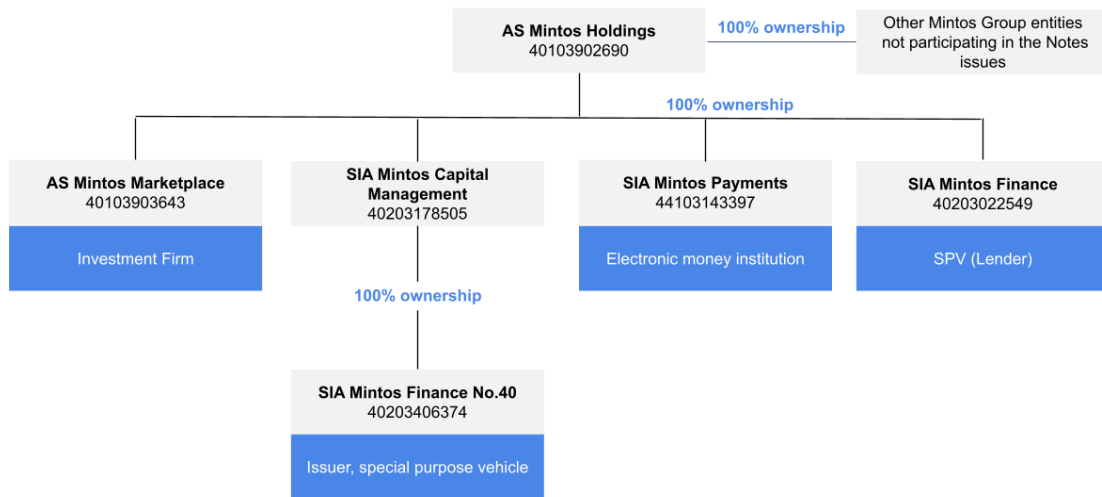 AS Mintos Holdings
40103902690
100% ownership
Other Mintos Group entities
not participating in the Notes
issues
100% ownership
AS Mintos Marketplace
40103903643
Investment Firm
SIA Mintos Capital
Management
40203178505
SIA Mintos Payments
44103143397
Electronic money institution
SIA Mintos Finance
40203022549
SPV (Lender)
100% ownership
SIA Mintos Finance No.40
40203406374
Issuer, special purpose vehicle